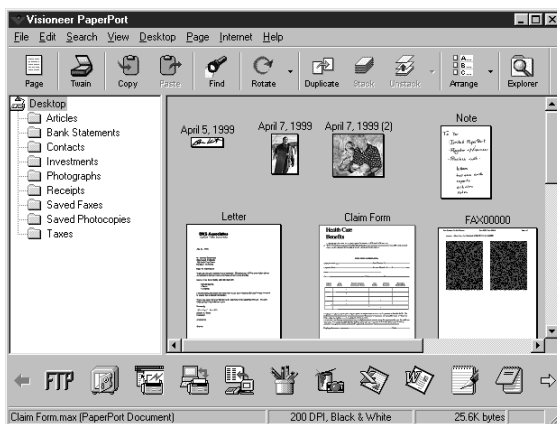 Visioneer PaperPort
File Edit Search View Desktop Page Internet Help
Page Twain Copy Paste Find Rotate Duplicate Stack Unstack Arrange Explorer
Desktop
Articles
Bank Statements
Contacts
Investments
Photographs
Receipts
Saved Faxes
Saved Photocopies
Taxes
April 5, 1999
April 7, 1999
April 7, 1999 (2)
Note
Letter
Claim Form
FAX00000
Health Care
Benefits
FTP
Claim Form.max (PaperPort Document) 200 DPI, Black & White 25.6K bytes